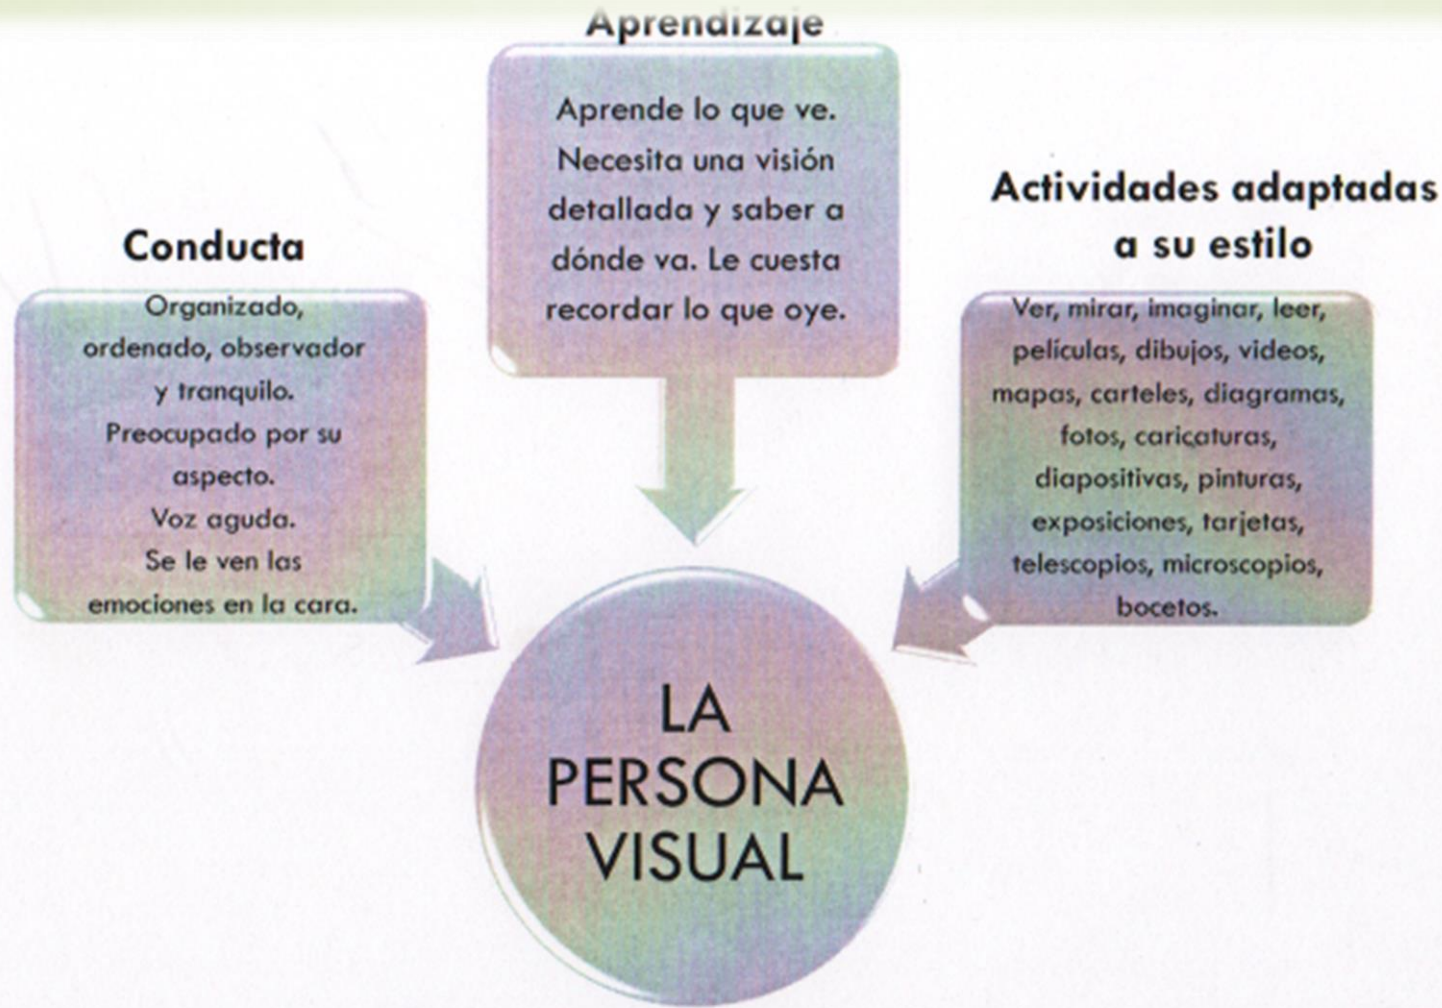 Aprendizaje
Aprende lo que ve.
Necesita una visión
detallada y saber a
dónde va. Le cuesta
recordar lo que oye.
Conducta
Organizado,
ordenado, observador
y tranquilo.
Preocupado por su
aspecto.
Voz aguda.
Se le ven las
emociones en la cara.
Actividades adaptadas
a su estilo
Ver, mirar, imaginar, leer,
películas, dibujos, videos,
mapas, carteles, diagramas,
fotos, caricaturas,
diapositivas, pinturas,
exposiciones, tarjetas,
telescopios, microscopios,
bocetos.
LA
PERSONA
VISUAL